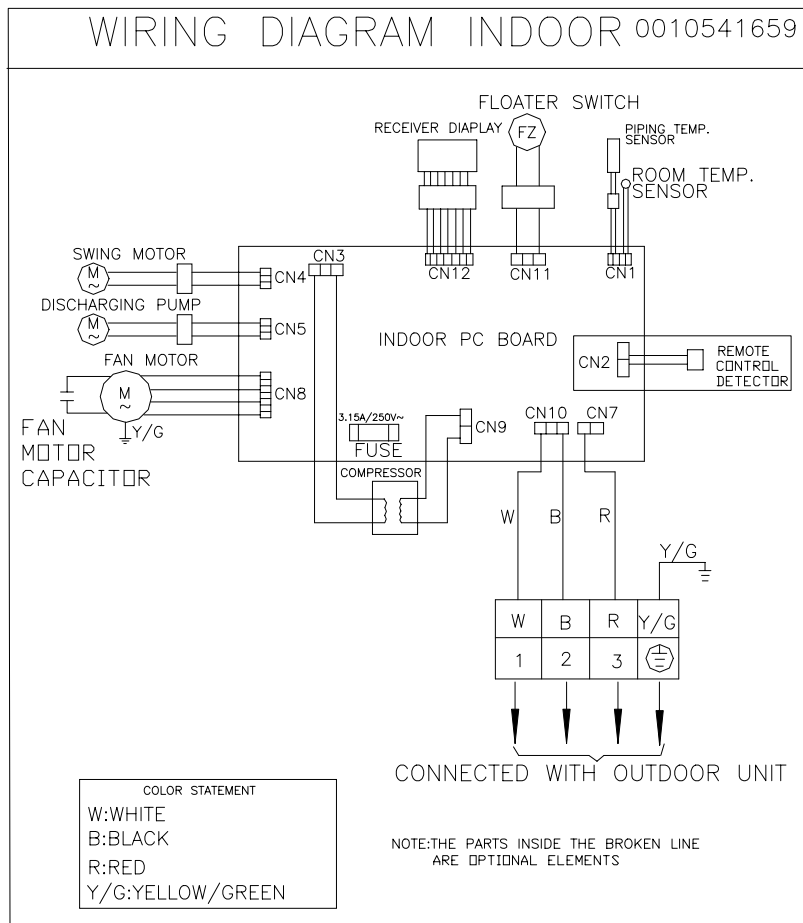 WIRING DIAGRAM INDOOR 0010541659
FLOATER SWITCH
RECEIVER DIAPLAY
FZ
PIPING TEMP.
SENSOR
ROOM TEMP.
SENSOR
SWING MOTOR
M
~
CN4
CN3
CN12
CN11
CN1
DISCHARGING PUMP
M
~
CN5
INDOOR PC BOARD
CN2
REMOTE
CONTROL
DETECTOR
FAN MOTOR
M
~
CN8
Y/G
FAN
MOTOR
CAPACITOR
3.15A/250V~
FUSE
CN9
CN10
CN7
COMPRESSOR
W
B
R
Y/G
W
B
R
Y/G
1
2
3
CONNECTED WITH OUTDOOR UNIT
COLOR STATEMENT
W:WHITE
B:BLACK
R:RED
Y/G:YELLOW/GREEN
NOTE:THE PARTS INSIDE THE BROKEN LINE
ARE OPTIONAL ELEMENTS